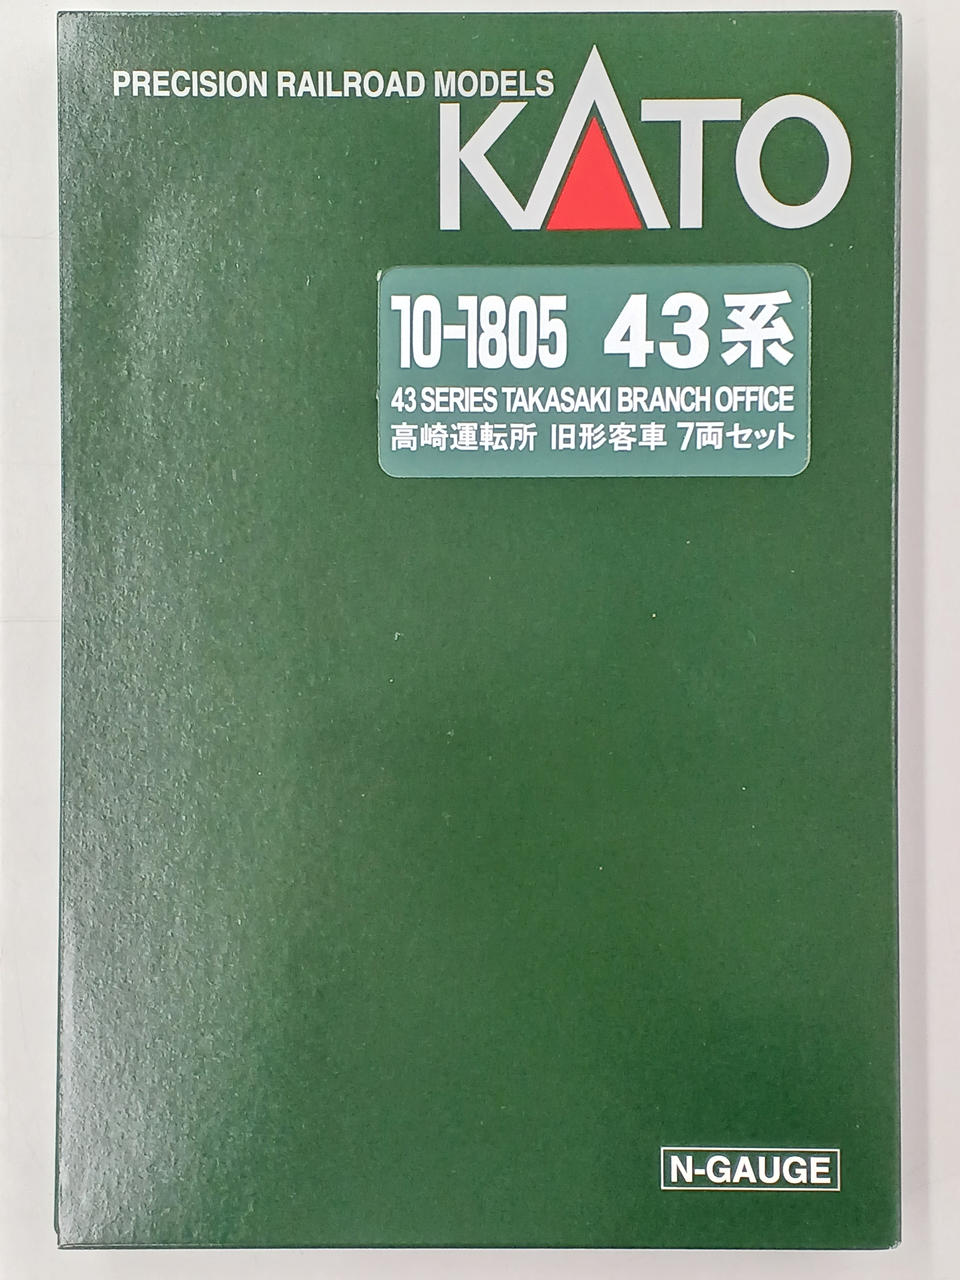 PRECISION RAILROAD MODELS
KATO
10-1805 43系
43 SERIES TAKASAKI BRANCH OFFICE
高崎運転所 旧形客車 7両セット
N-GAUGE